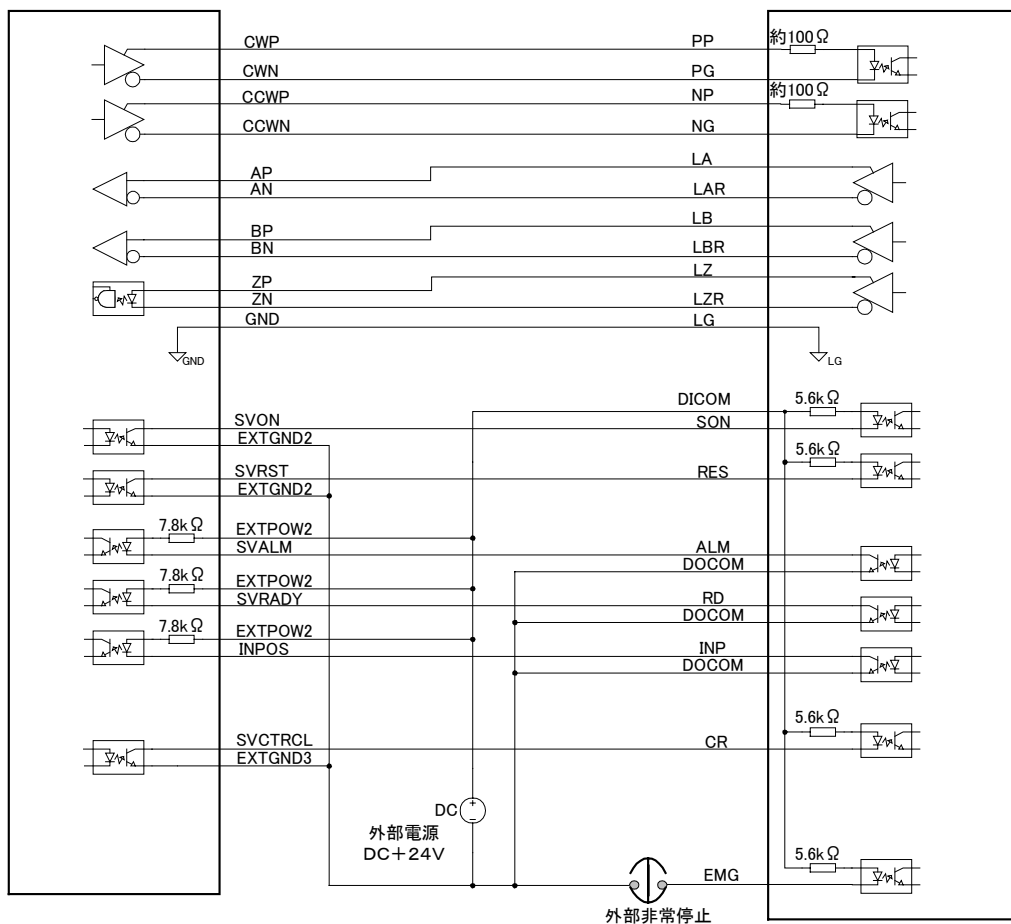 CWP PP 約100Ω
CWN PG
CCWP NP 約100Ω
CCWN NG
AP LA
AN LAR
BP LB
BN LBR
ZP LZ
ZN LZR
GND LG
GND LG
DICOM 5.6kΩ
SVON SON
EXTGND2
5.6kΩ
SVRST RES
EXTGND2
7.8kΩ EXTPOW2
SVALM ALM
DOCOM
7.8kΩ EXTPOW2
SVRADY RD
DOCOM
7.8kΩ EXTPOW2
INPOS INP
DOCOM
5.6kΩ
SVCTRCL CR
EXTGND3
DC + −
外部電源
DC+24V
5.6kΩ
EMG
外部非常停止